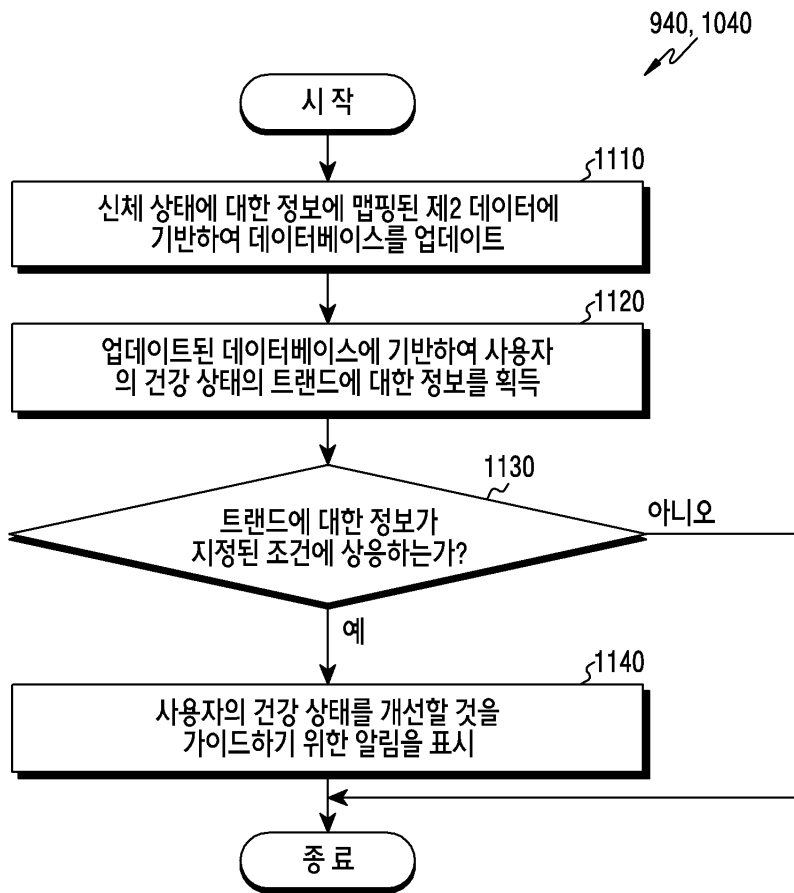 940, 1040
시 작
1110
신체 상태에 대한 정보에 맵핑된 제2 데이터에
기반하여 데이터베이스를 업데이트
1120
업데이트된 데이터베이스에 기반하여 사용자
의 건강 상태의 트랜드에 대한 정보를 획득
1130
트랜드에 대한 정보가
지정된 조건에 상응하는가?
아니오
예
1140
사용자의 건강 상태를 개선할 것을
가이드하기 위한 알림을 표시
종 료